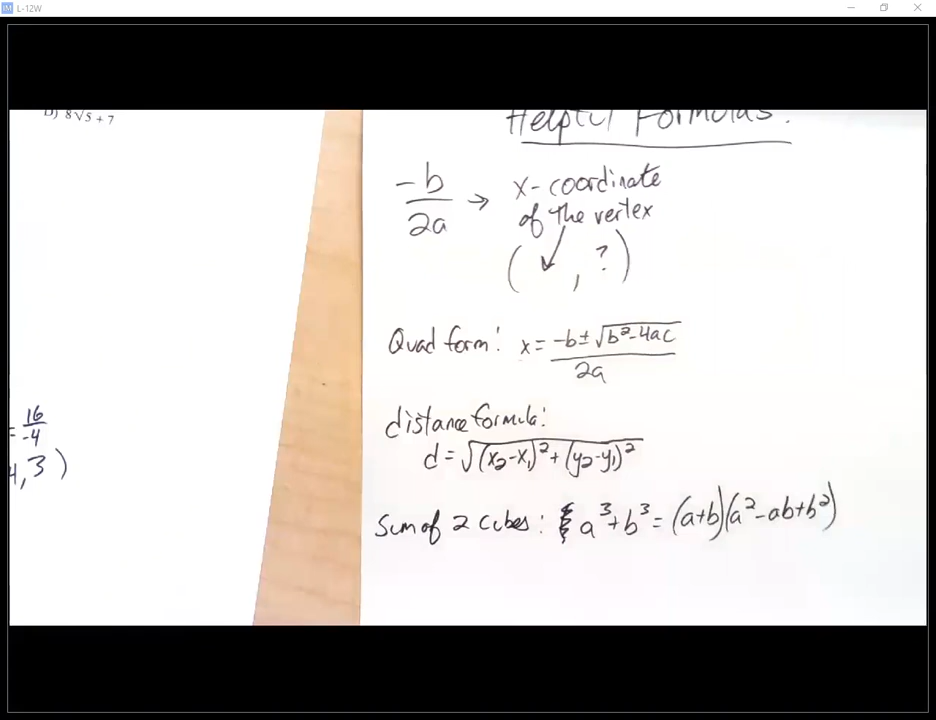 L-12W
D) 8√5 + 7
Helpful Formulas:
-b/2a → x-coordinate
of the vertex
( , ?)
Quad form: x = -b±√b²-4ac / 2a
= 16/-4
distance formula:
d = √(x₂-x₁)² + (y₂-y₁)²
4, 3 )
Sum of 2 cubes: a³+b³ = (a+b)(a²-ab+b²)